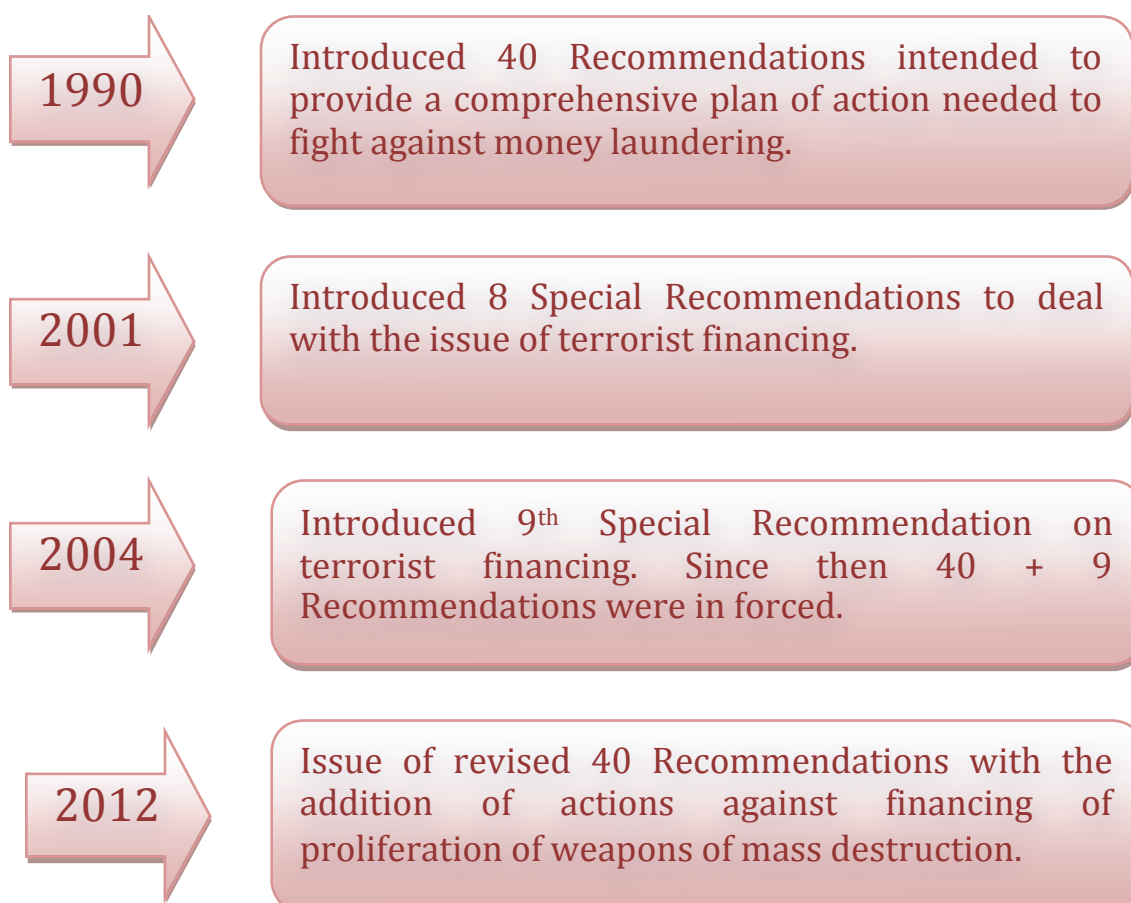 1990
Introduced 40 Recommendations intended to
provide a comprehensive plan of action needed to
fight against money laundering.
2001
Introduced 8 Special Recommendations to deal
with the issue of terrorist financing.
2004
Introduced 9th Special Recommendation on
terrorist financing. Since then 40 + 9
Recommendations were in forced.
2012
Issue of revised 40 Recommendations with the
addition of actions against financing of
proliferation of weapons of mass destruction.